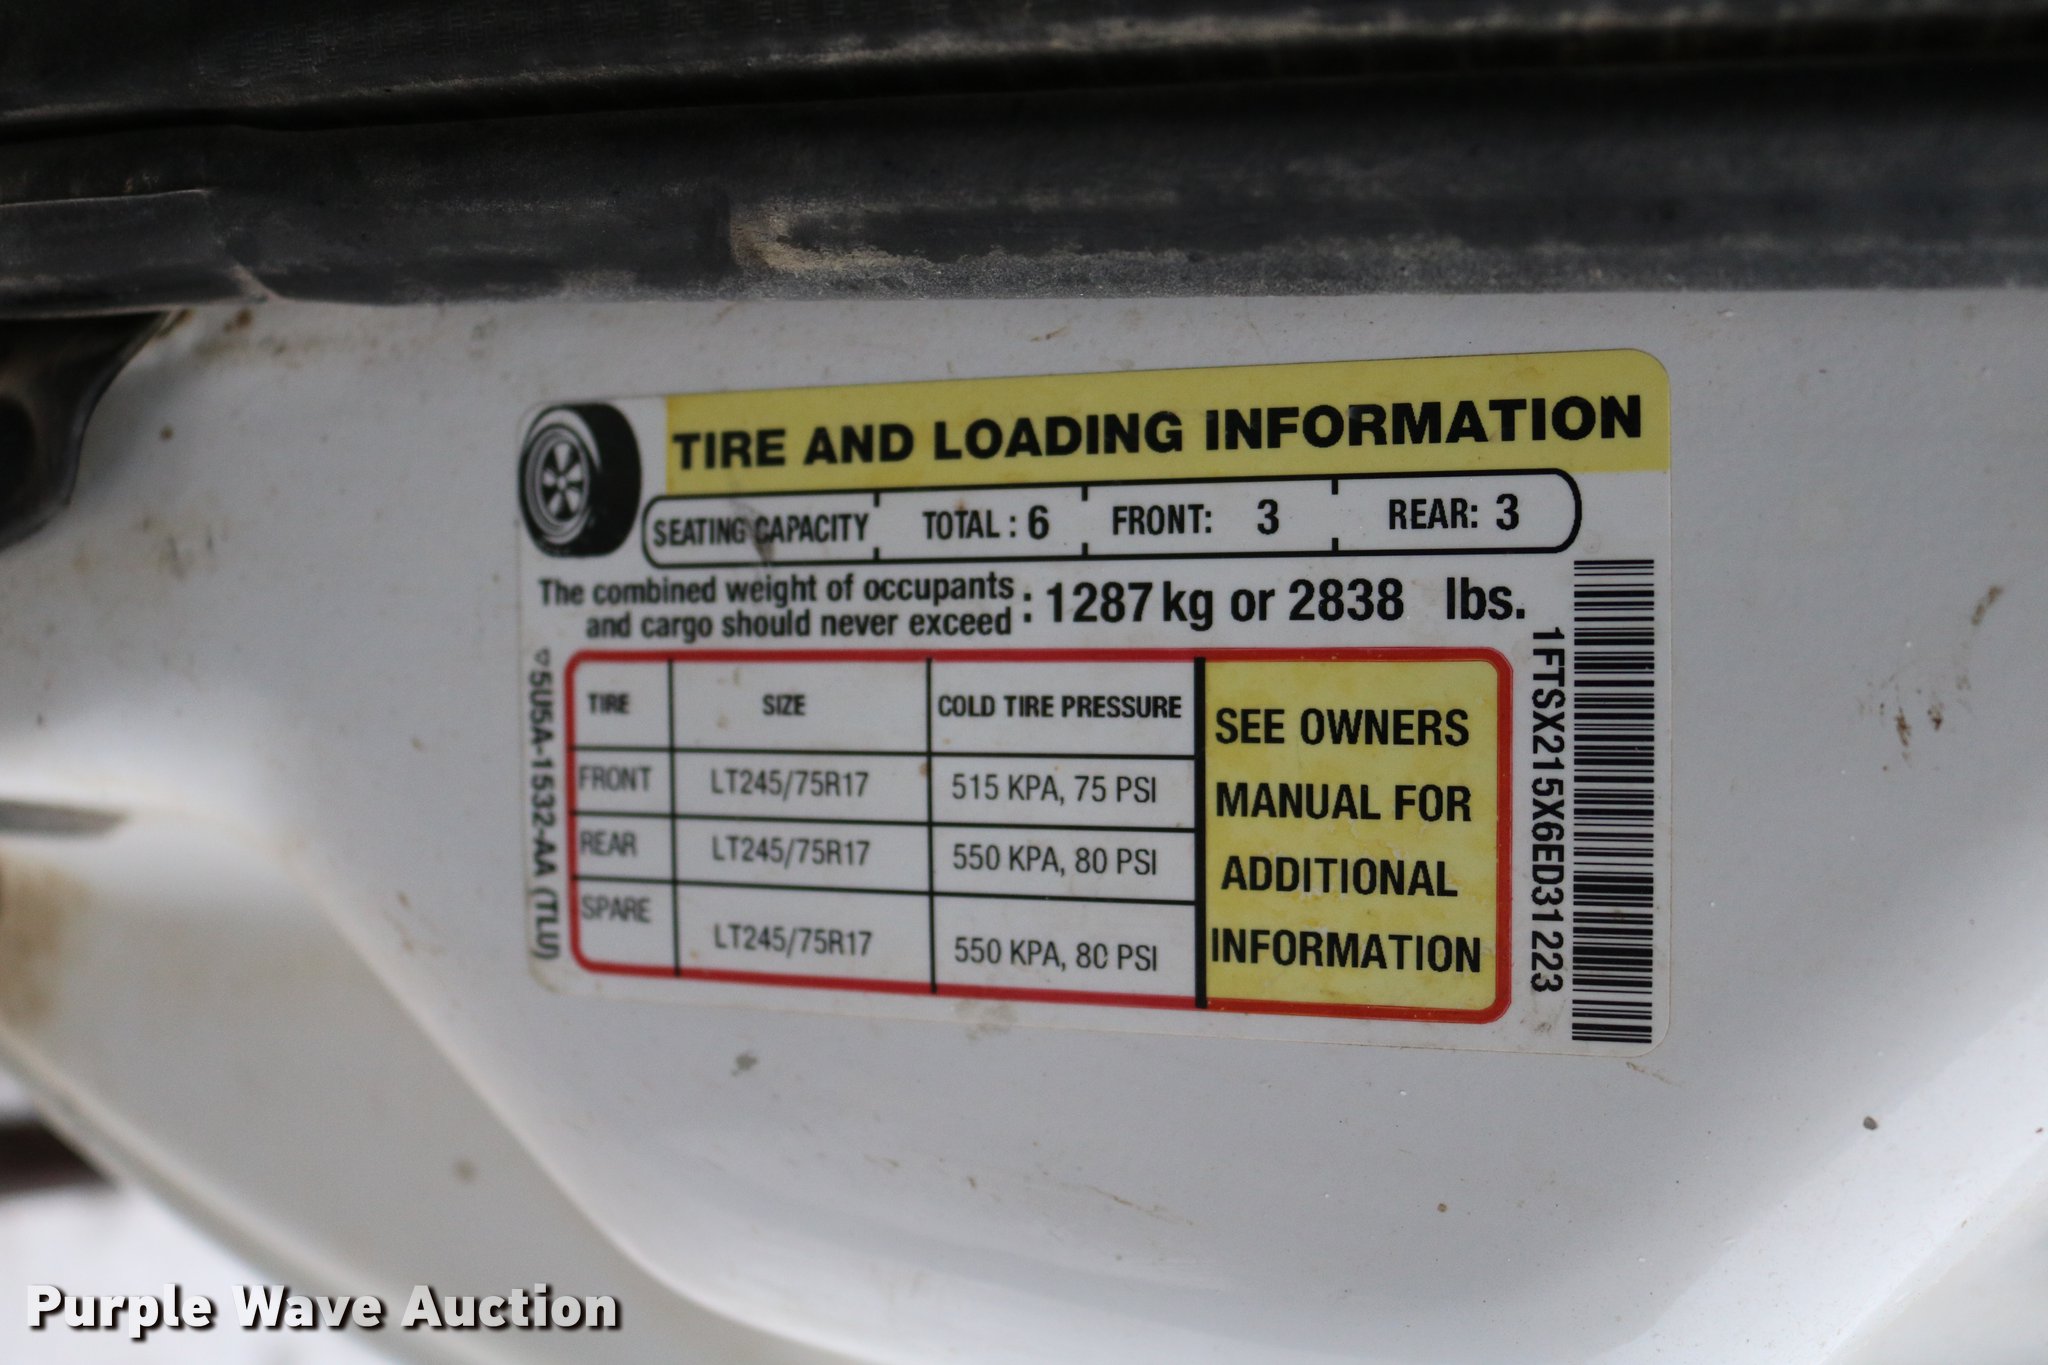 TIRE AND LOADING INFORMATION
SEATING CAPACITY TOTAL : 6 FRONT: 3 REAR: 3
The combined weight of occupants
and cargo should never exceed : 1287 kg or 2838 lbs.
TIRE SIZE COLD TIRE PRESSURE
FRONT LT245/75R17 515 KPA, 75 PSI
REAR LT245/75R17 550 KPA, 80 PSI
SPARE LT245/75R17 550 KPA, 80 PSI
SEE OWNERS
MANUAL FOR
ADDITIONAL
INFORMATION
5U5A-1532-AA (TLU)
1FTSX215X6ED31223
Purple Wave Auction